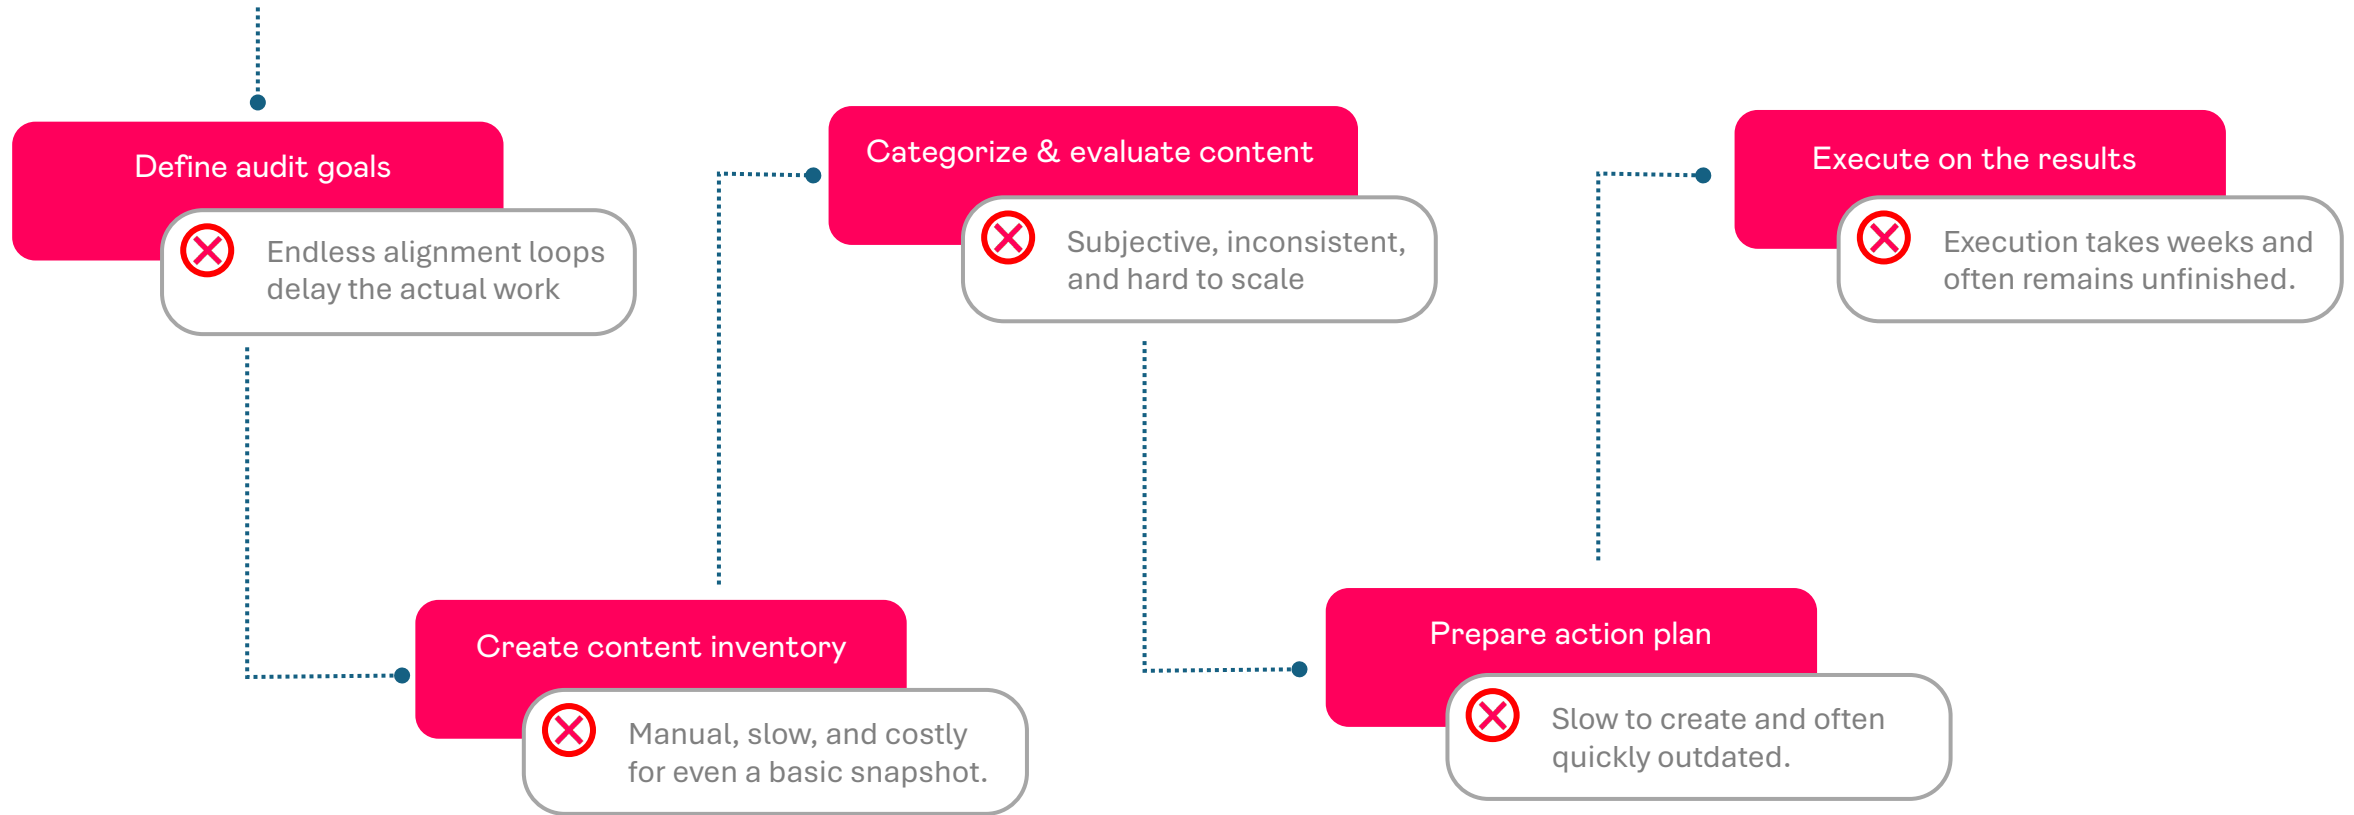 Define audit goals
Endless alignment loops
delay the actual work
Create content inventory
Manual, slow, and costly
for even a basic snapshot.
Categorize & evaluate content
Subjective, inconsistent,
and hard to scale
Prepare action plan
Slow to create and often
quickly outdated.
Execute on the results
Execution takes weeks and
often remains unfinished.